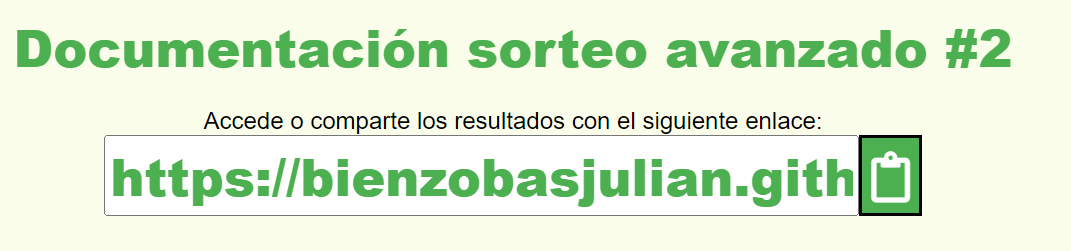 Documentación sorteo avanzado #2
Accede o comparte los resultados con el siguiente enlace:
https://bienzobasjulian.gith